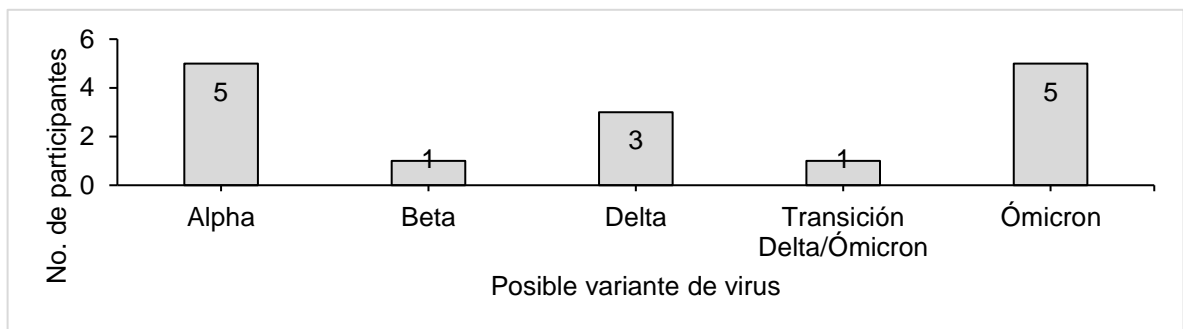 No. de participantes
6
4
2
0
5
1
3
1
5
Alpha
Beta
Delta
Transición
Delta/Ómicron
Ómicron
Posible variante de virus